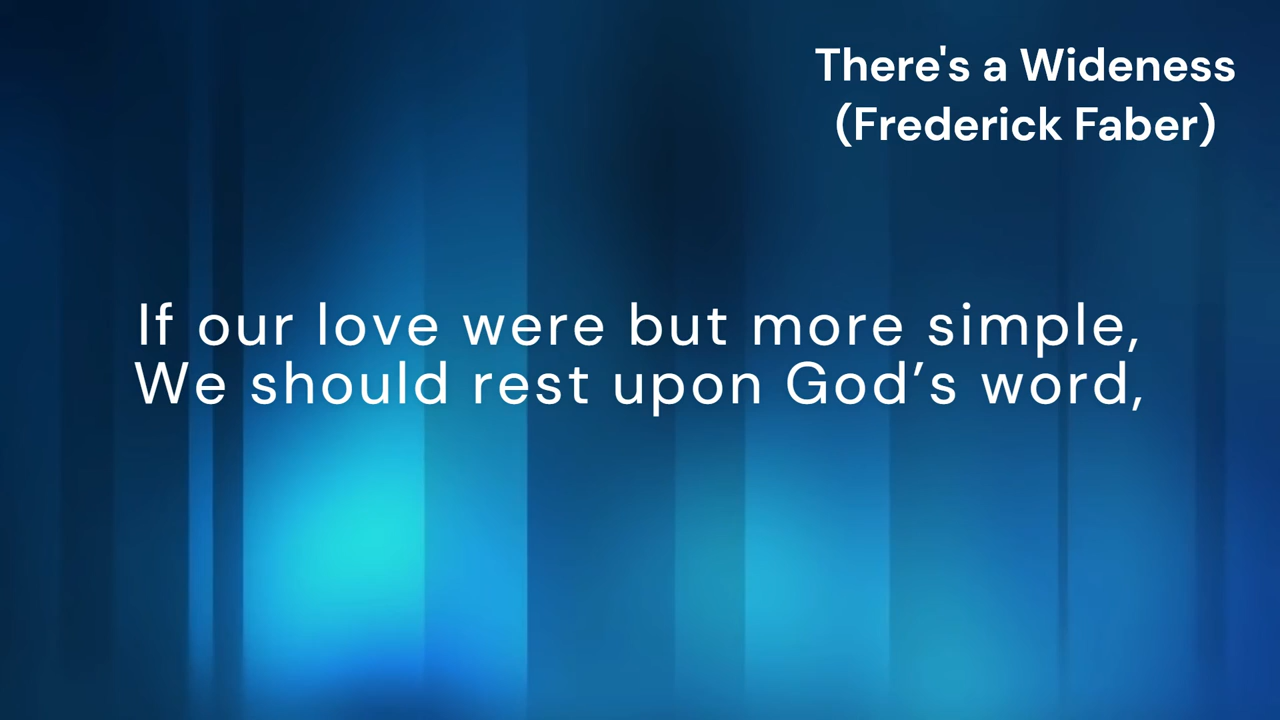 There's a Wideness
(Frederick Faber)
If our love were but more simple,
We should rest upon God’s word,